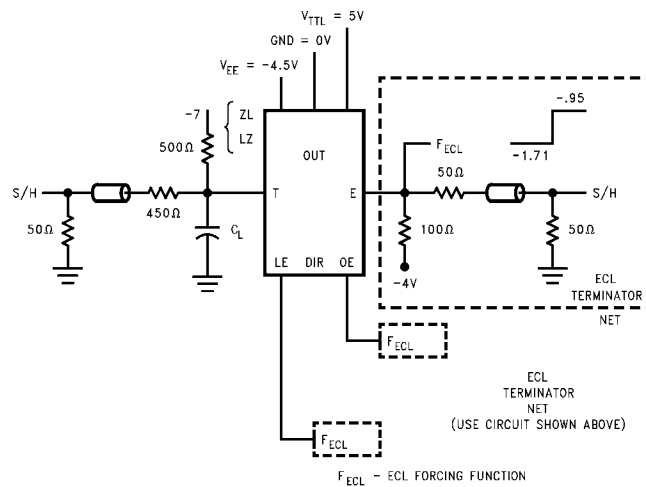 V_TTL = 5V
GND = 0V
V_EE = -4.5V
-7
ZL
LZ
500Ω
OUT
-.95
F_ECL
-1.71
50Ω
S/H
T
E
S/H
450Ω
50Ω
C_L
100Ω
50Ω
LE DIR OE
-4V
ECL
TERMINATOR
NET
F_ECL
ECL
TERMINATOR
NET
(USE CIRCUIT SHOWN ABOVE)
F_ECL
F_ECL - ECL FORCING FUNCTION